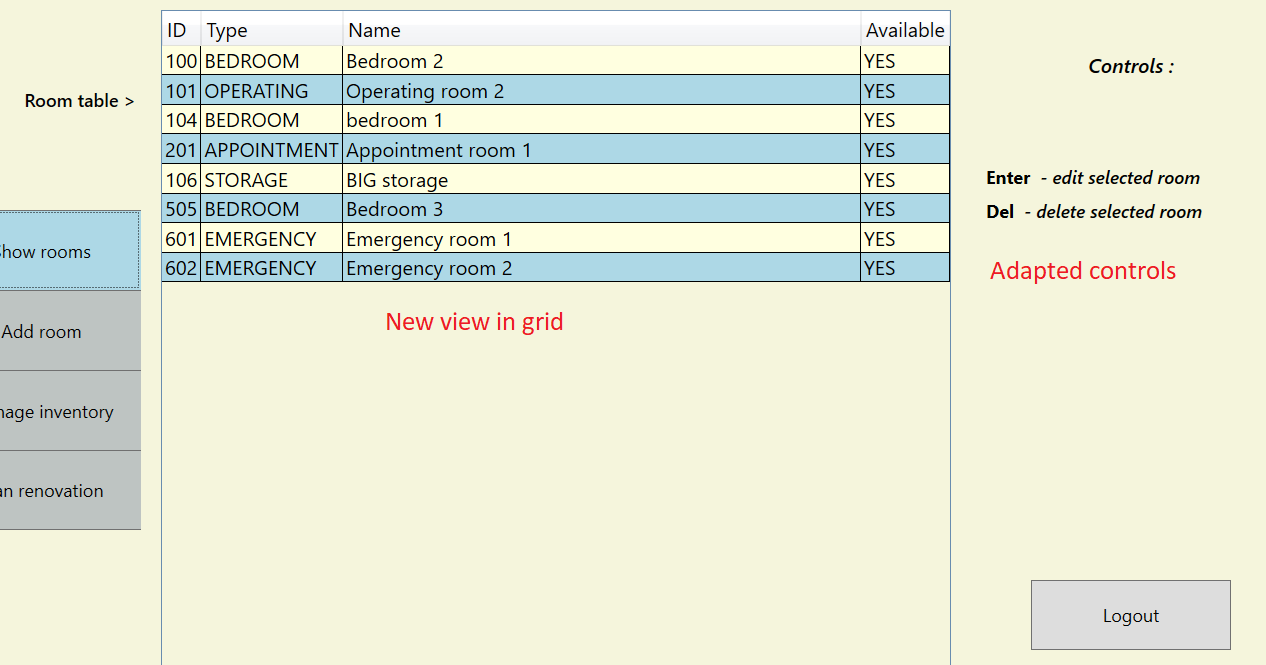 ID Type Name Available
100 BEDROOM Bedroom 2 YES
101 OPERATING Operating room 2 YES
104 BEDROOM bedroom 1 YES
201 APPOINTMENT Appointment room 1 YES
106 STORAGE BIG storage YES
505 BEDROOM Bedroom 3 YES
601 EMERGENCY Emergency room 1 YES
602 EMERGENCY Emergency room 2 YES
New view in grid
Room table >
rooms
Add room
inventory
renovation
Controls :
Enter - edit selected room
Del - delete selected room
Adapted controls
Logout